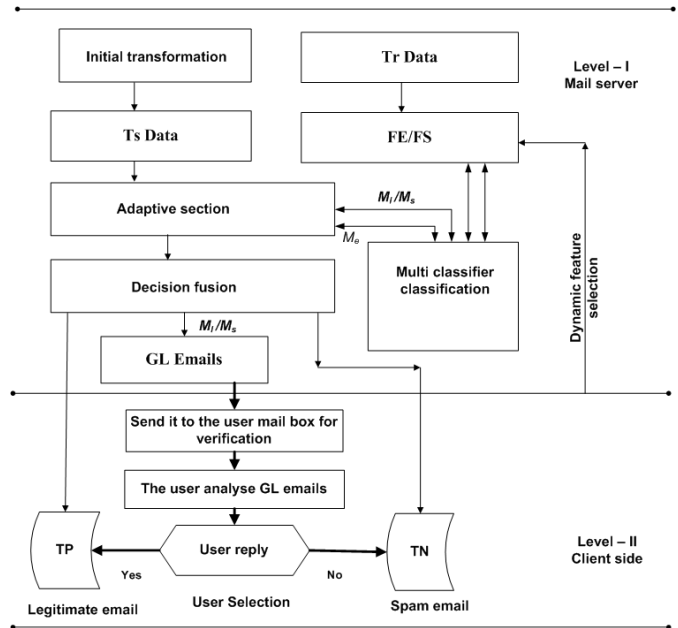 Initial transformation
Tr Data
Level – I
Mail server
Ts Data
FE/FS
Adaptive section
Ml/Ms
Me
Multi classifier
classification
Dynamic feature
selection
Decision fusion
Ml/Ms
GL Emails
Send it to the user mail box for
verification
The user analyse GL emails
TP
User reply
TN
Level – II
Client side
Yes
No
Legitimate email
User Selection
Spam email